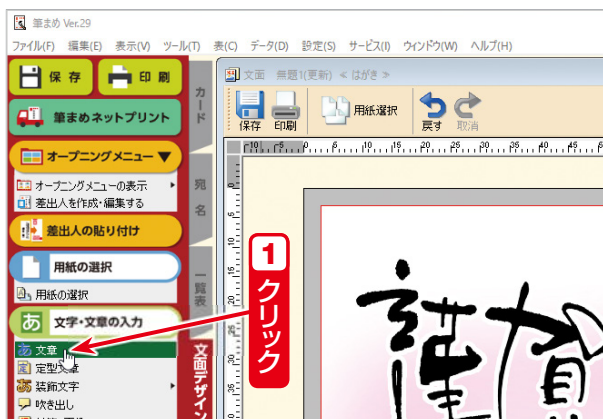 筆まめ Ver.29
ファイル(F) 編集(E) 表示(V) ツール(T) 表(C) データ(D) 設定(S) サービス(I) ウィンドウ(W) ヘルプ(H)
保存 印刷
筆まめネットプリント
オープニングメニュー▼
オープニングメニューの表示
差出人を作成・編集する
差出人の貼り付け
用紙の選択
用紙の選択
あ 文字・文章の入力
あ 文章
定型文章
装飾文字
吹き出し
カード
宛名
一覧表
文面デザイン
文面 無題1(更新) < はがき >
保存 印刷 用紙選択 戻す 取消
1 クリック
謹賀